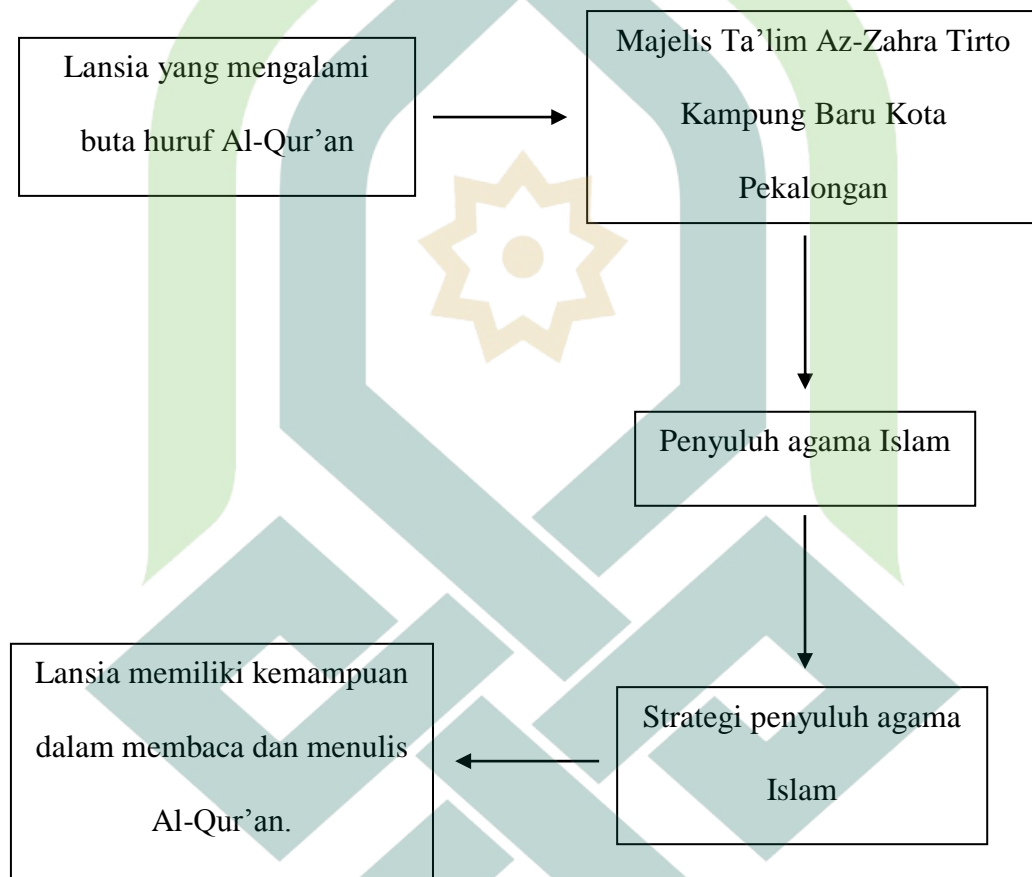 Lansia yang mengalami
buta huruf Al-Qur’an
Majelis Ta’lim Az-Zahra Tirto
Kampung Baru Kota
Pekalongan
Penyuluh agama Islam
Strategi penyuluh agama
Islam
Lansia memiliki kemampuan
dalam membaca dan menulis
Al-Qur’an.